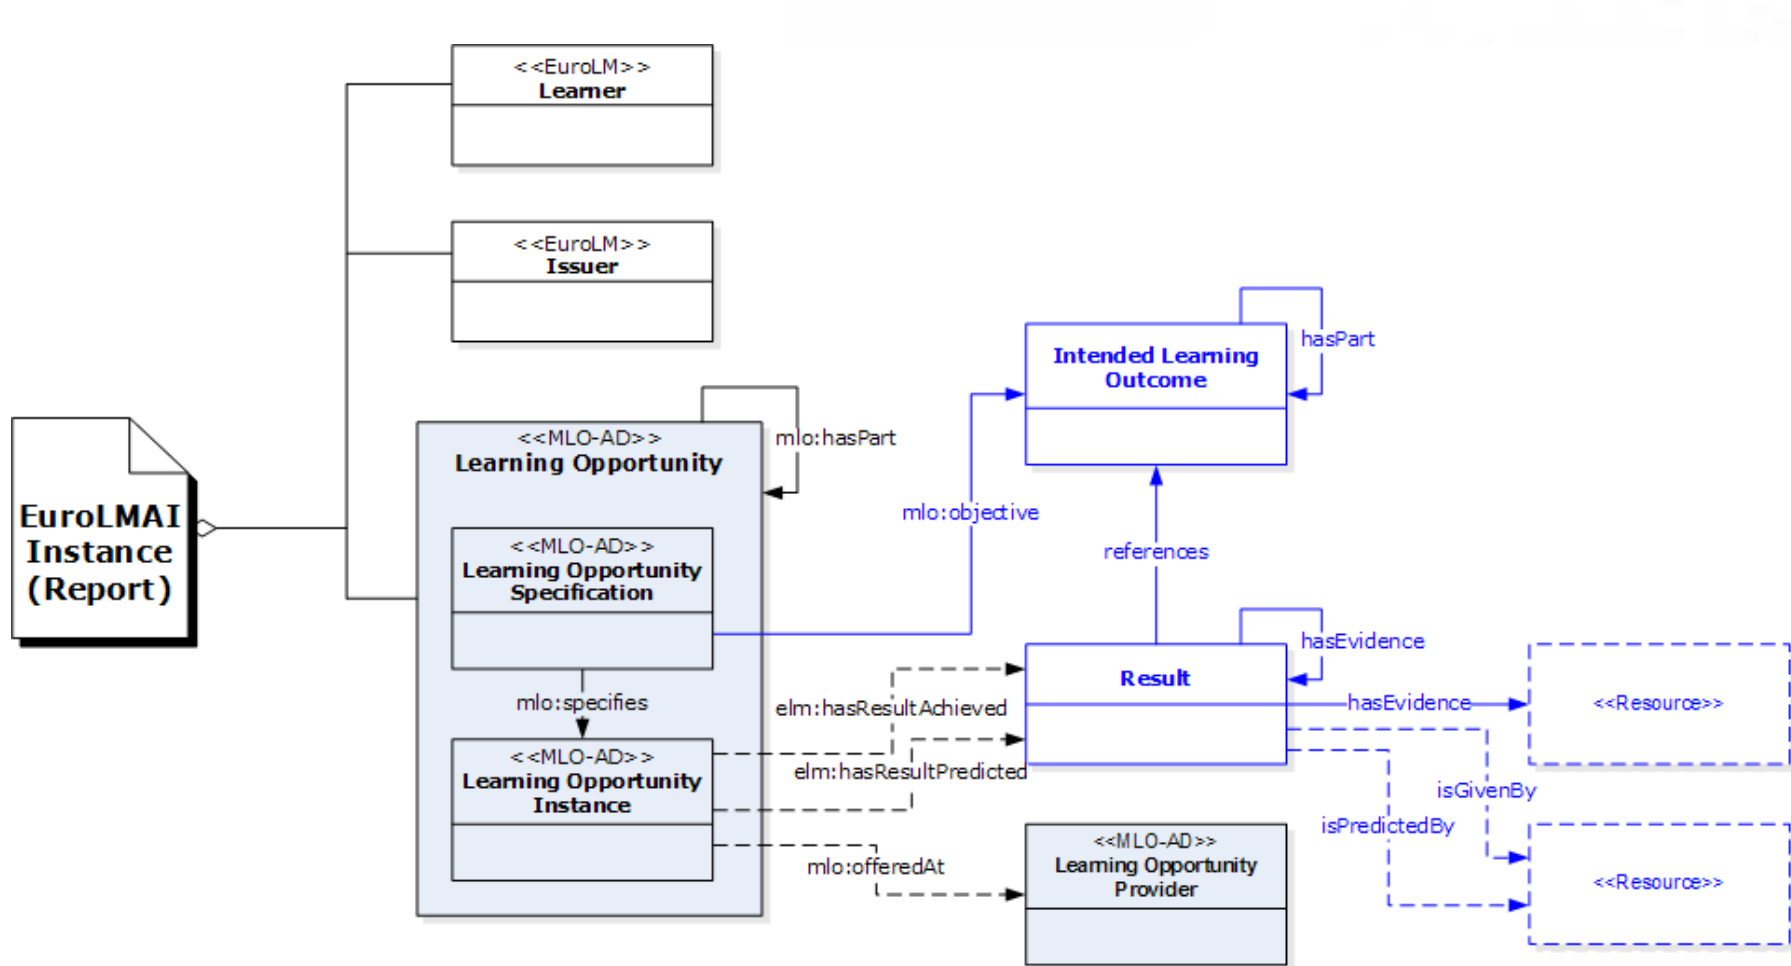 <<EuroLM>>
Learner
<<EuroLM>>
Issuer
EuroLMAI
Instance
(Report)
<<MLO-AD>>
Learning Opportunity
mlo:hasPart
<<MLO-AD>>
Learning Opportunity
Specification
mlo:specifies
<<MLO-AD>>
Learning Opportunity
Instance
mlo:objective
Intended Learning
Outcome
hasPart
references
Result
hasEvidence
hasEvidence
elm:hasResultAchieved
elm:hasResultPredicted
mlo:offeredAt
<<MLO-AD>>
Learning Opportunity
Provider
<<Resource>>
isGivenBy
isPredictedBy
<<Resource>>